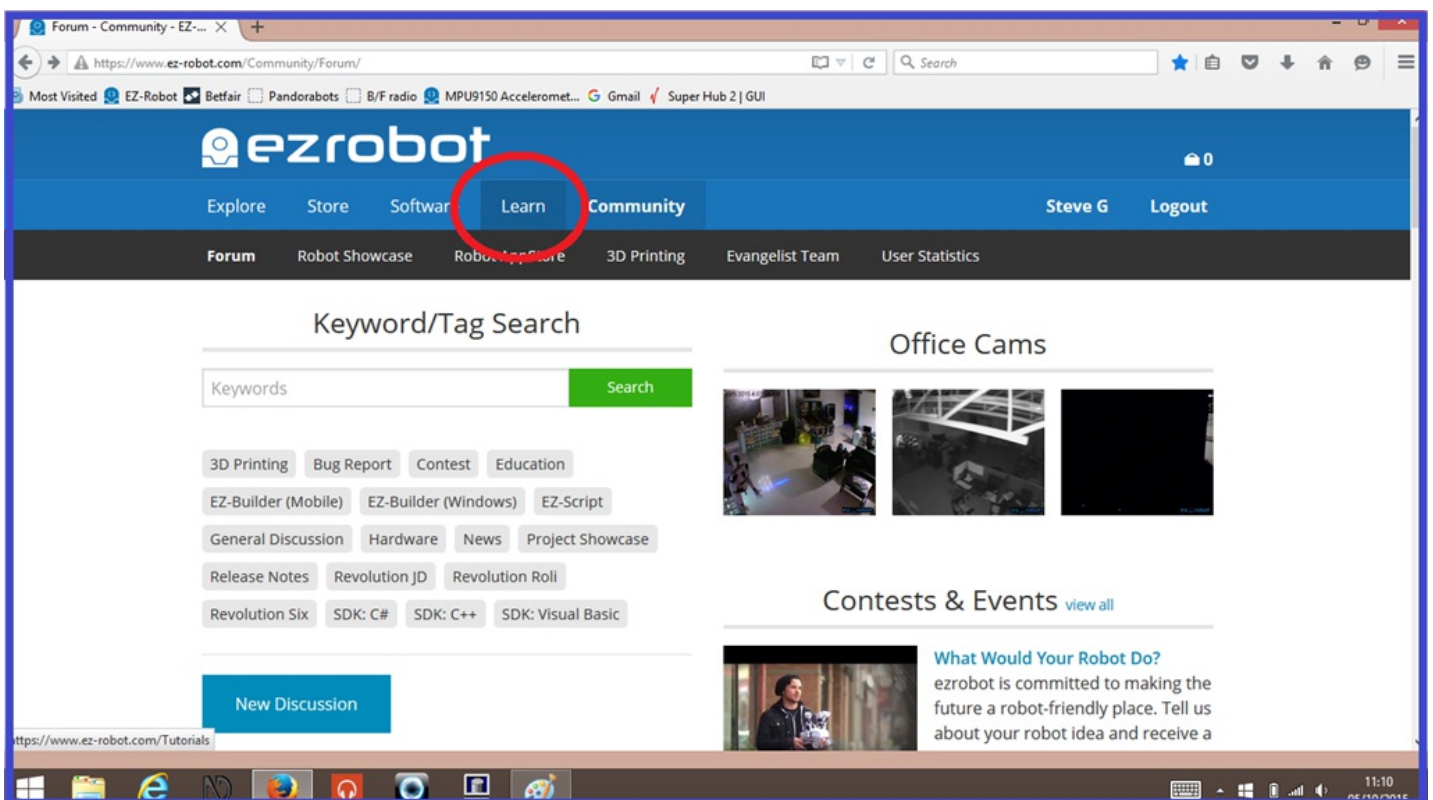 Forum - Community - EZ-...
https://www.ez-robot.com/Community/Forum/
Search
Most Visited EZ-Robot Betfair Pandorabots B/F radio MPU9150 Acceleromet... Gmail Super Hub 2 | GUI
ezrobot
0
Explore Store Learn Community Steve G Logout
Forum Robot Showcase Robot AppStore 3D Printing Evangelist Team User Statistics
Keyword/Tag Search
Keywords
Search
3D Printing Bug Report Contest Education
EZ-Builder (Mobile) EZ-Builder (Windows) EZ-Script
General Discussion Hardware News Project Showcase
Release Notes Revolution JD Revolution Roli
Revolution Six SDK: C# SDK: C++ SDK: Visual Basic
New Discussion
Office Cams
Contests & Events view all
What Would Your Robot Do?
ezrobot is committed to making the
future a robot-friendly place. Tell us
about your robot idea and receive a
https://www.ez-robot.com/Tutorials
11:10
05/10/2015